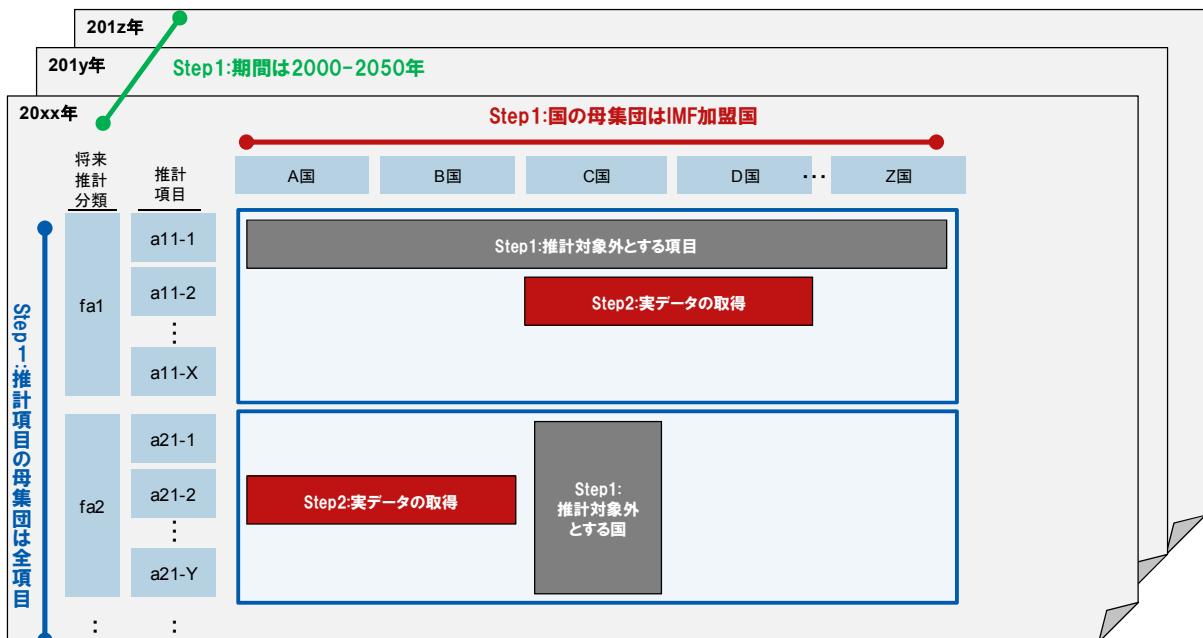 201z年
201y年
Step1:期間は2000-2050年
20xx年
Step1:国の母集団はIMF加盟国
将来
推計
分類
推計
項目
A国
B国
C国
D国
…
Z国
Step1:推計項目の母集団は全項目
fa1
a11-1
a11-2
⋮
a11-X
Step1:推計対象外とする項目
Step2:実データの取得
fa2
a21-1
a21-2
⋮
a21-Y
Step2:実データの取得
Step1:
推計対象外
とする国
:
: